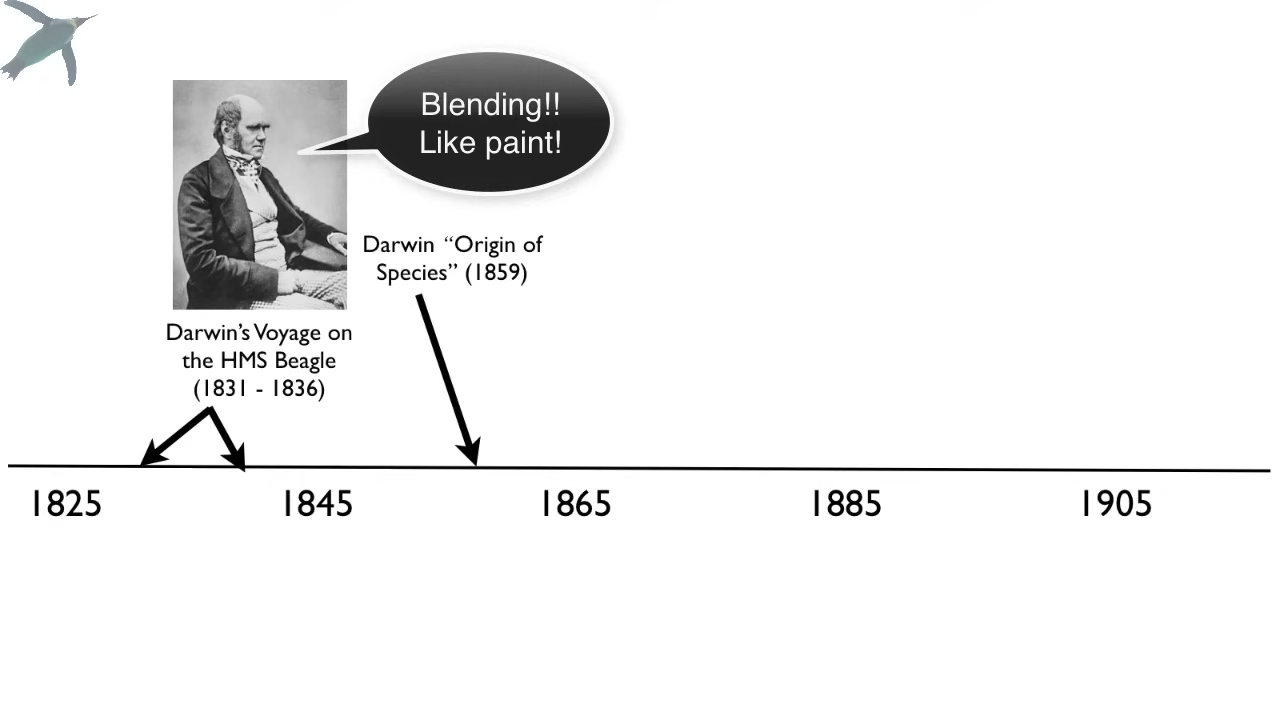 Blending!!
Like paint!
Darwin “Origin of
Species” (1859)
Darwin’s Voyage on
the HMS Beagle
(1831 - 1836)
1825
1845
1865
1885
1905